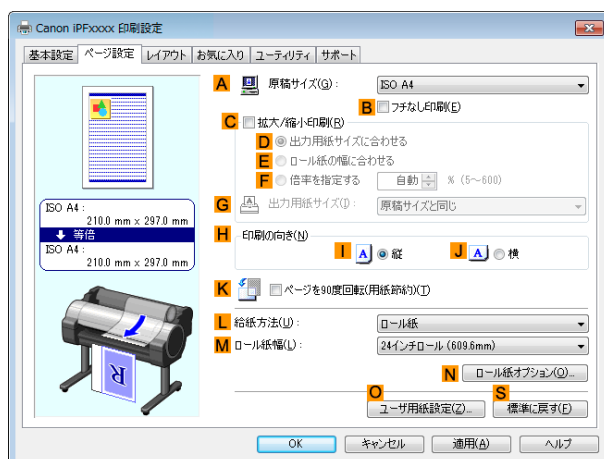 Canon iPFxxxx 印刷設定
基本設定 ページ設定 レイアウト お気に入り ユーティリティ サポート
A 原稿サイズ(G): ISO A4
B フチなし印刷(E)
C 拡大/縮小印刷(R)
D 出力用紙サイズに合わせる
E ロール紙の幅に合わせる
F 倍率を指定する 自動 % (5~600)
G A 出力用紙サイズ(I): 原稿サイズと同じ
ISO A4 :
210.0 mm x 297.0 mm
等倍
ISO A4 :
210.0 mm x 297.0 mm
H 印刷の向き(N)
I A 縦 J A 横
K ページを90度回転(用紙節約)(T)
L 給紙方法(U): ロール紙
M ロール紙幅(L): 24インチロール (609.6mm)
N ロール紙オプション(O)...
R
O S
ユーザ用紙設定(Z)... 標準に戻す(F)
OK キャンセル 適用(A) ヘルプ